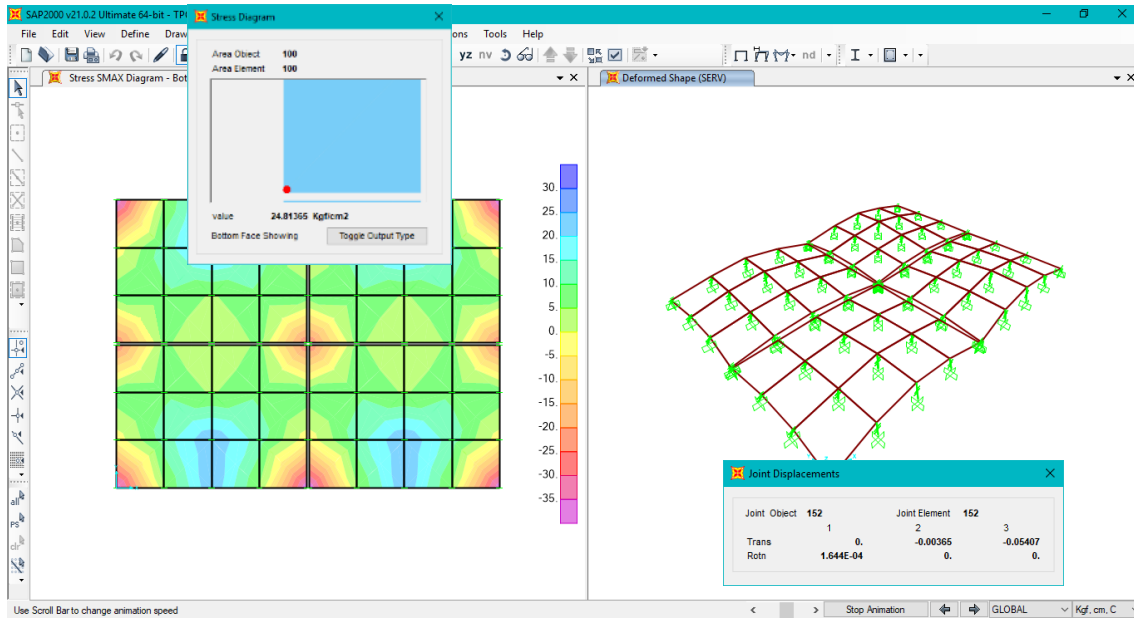 SAP2000 v21.0.2 Ultimate 64-bit - TP
Stress Diagram
File Edit View Define Draw ons Tools Help
Area Object 100
Area Element 100
yz nv nd
Stress SMAX Diagram - Bot
Deformed Shape (SERV)
value 24.81365 Kgf/cm2
Bottom Face Showing Toggle Output Type
30.
25.
20.
15.
10.
5.
0.
-5.
-10.
-15.
-20.
-25.
-30.
-35.
all
PS
clr
Joint Displacements
Joint Object 152 Joint Element 152
1 2 3
Trans 0. -0.00365 -0.05407
Rotn 1.644E-04 0. 0.
Use Scroll Bar to change animation speed
Stop Animation
GLOBAL
Kgf, cm, C